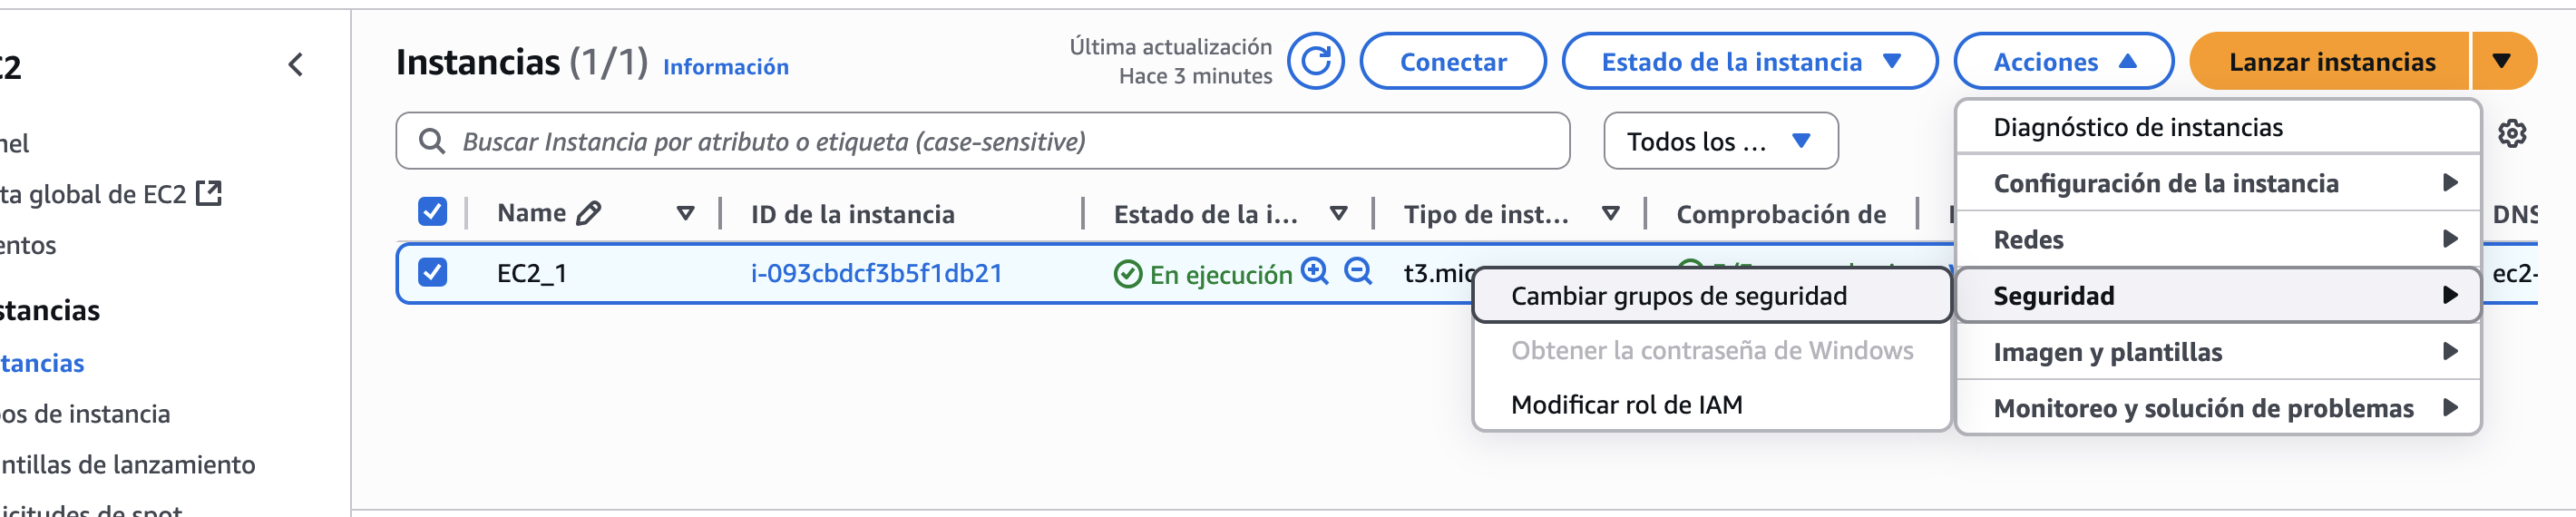 Instancias (1/1) Información
Última actualización
Hace 3 minutes
Conectar
Estado de la instancia
Acciones
Lanzar instancias
nel
ta global de EC2
entos
stancias
tancias
os de instancia
ntillas de lanzamiento
icitudes de spot
Buscar Instancia por atributo o etiqueta (case-sensitive)
Todos los ...
Name
ID de la instancia
Estado de la i...
Tipo de inst...
Comprobación de
DNS
EC2_1
i-093cbdcf3b5f1db21
En ejecución
t3.mic
ec2-
Diagnóstico de instancias
Configuración de la instancia
Redes
Seguridad
Imagen y plantillas
Monitoreo y solución de problemas
Cambiar grupos de seguridad
Obtener la contraseña de Windows
Modificar rol de IAM